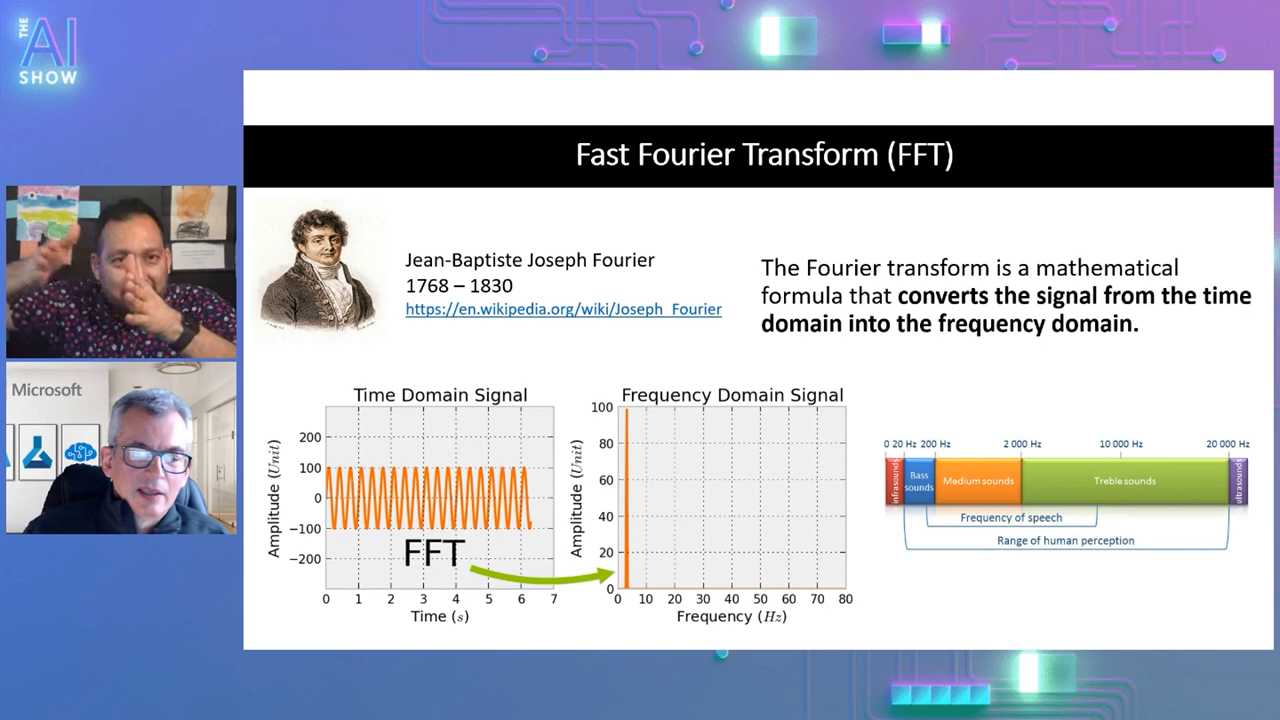 THE
AI
SHOW
Fast Fourier Transform (FFT)
Jean-Baptiste Joseph Fourier
1768 – 1830
https://en.wikipedia.org/wiki/Joseph_Fourier
The Fourier transform is a mathematical
formula that converts the signal from the time
domain into the frequency domain.
Microsoft
Time Domain Signal
Amplitude (Unit)
200
100
0
−100
−200
0 1 2 3 4 5 6 7
Time (s)
FFT
Frequency Domain Signal
Amplitude (Unit)
100
80
60
40
20
0
0 10 20 30 40 50 60 70 80
Frequency (Hz)
0 20 Hz 200 Hz 2 000 Hz 10 000 Hz 20 000 Hz
Infrasounds
Bass
sounds
Medium sounds
Treble sounds
ultrasounds
Frequency of speech
Range of human perception